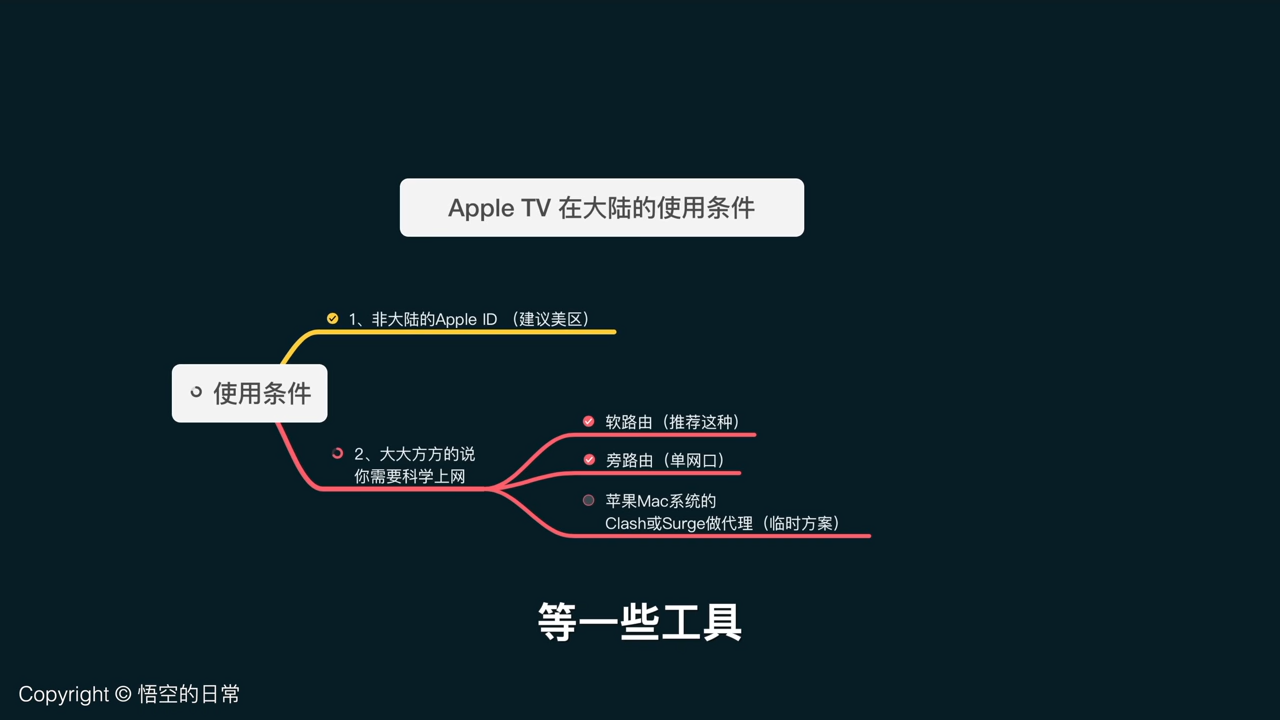 Apple TV 在大陆的使用条件
1、非大陆的Apple ID （建议美区）
使用条件
2、大大方方的说
你需要科学上网
软路由（推荐这种）
旁路由（单网口）
苹果Mac系统的
Clash或Surge做代理（临时方案）
等一些工具
Copyright © 悟空的日常